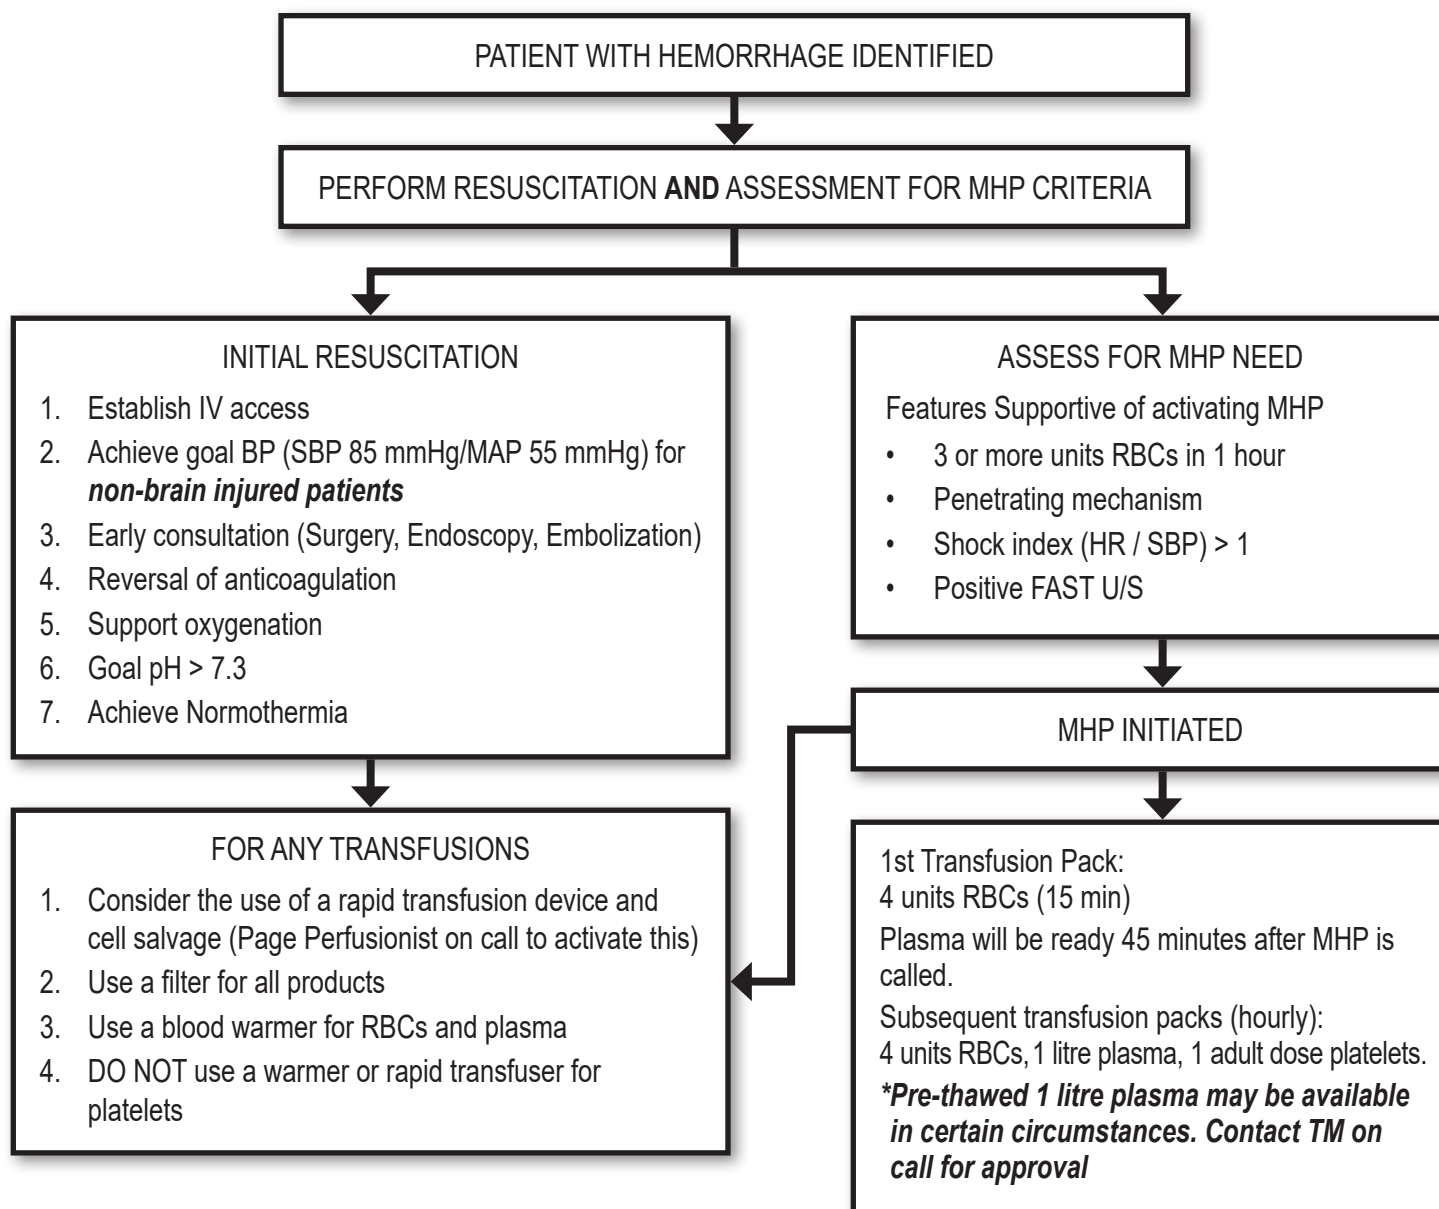 PATIENT WITH HEMORRHAGE IDENTIFIED
PERFORM RESUSCITATION AND ASSESSMENT FOR MHP CRITERIA
INITIAL RESUSCITATION
1. Establish IV access
2. Achieve goal BP (SBP 85 mmHg/MAP 55 mmHg) for
non-brain injured patients
3. Early consultation (Surgery, Endoscopy, Embolization)
4. Reversal of anticoagulation
5. Support oxygenation
6. Goal pH > 7.3
7. Achieve Normothermia
FOR ANY TRANSFUSIONS
1. Consider the use of a rapid transfusion device and
cell salvage (Page Perfusionist on call to activate this)
2. Use a filter for all products
3. Use a blood warmer for RBCs and plasma
4. DO NOT use a warmer or rapid transfuser for
platelets
ASSESS FOR MHP NEED
Features Supportive of activating MHP
• 3 or more units RBCs in 1 hour
• Penetrating mechanism
• Shock index (HR / SBP) > 1
• Positive FAST U/S
MHP INITIATED
1st Transfusion Pack:
4 units RBCs (15 min)
Plasma will be ready 45 minutes after MHP is
called.
Subsequent transfusion packs (hourly):
4 units RBCs, 1 litre plasma, 1 adult dose platelets.
*Pre-thawed 1 litre plasma may be available
in certain circumstances. Contact TM on
call for approval